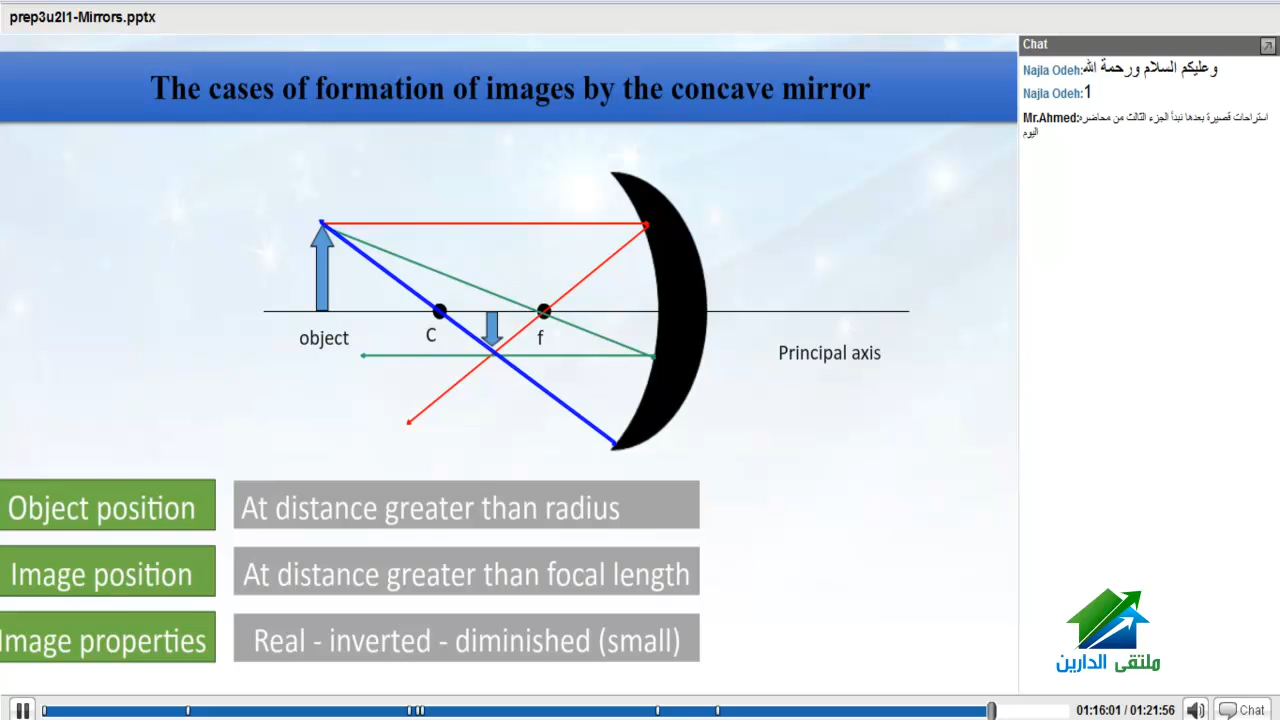 prep3u2l1-Mirrors.pptx
The cases of formation of images by the concave mirror
object
C
f
Principal axis
Object position
At distance greater than radius
Image position
At distance greater than focal length
Image properties
Real - inverted - diminished (small)
Chat
Najla Odeh:وعليكم السلام ورحمة الله
Najla Odeh:1
Mr.Ahmed:استراحات قصيرة بعدها نبدأ الجزء الثالث من محاضره
اليوم
ملتقى الدارين
01:16:01 / 01:21:56
Chat